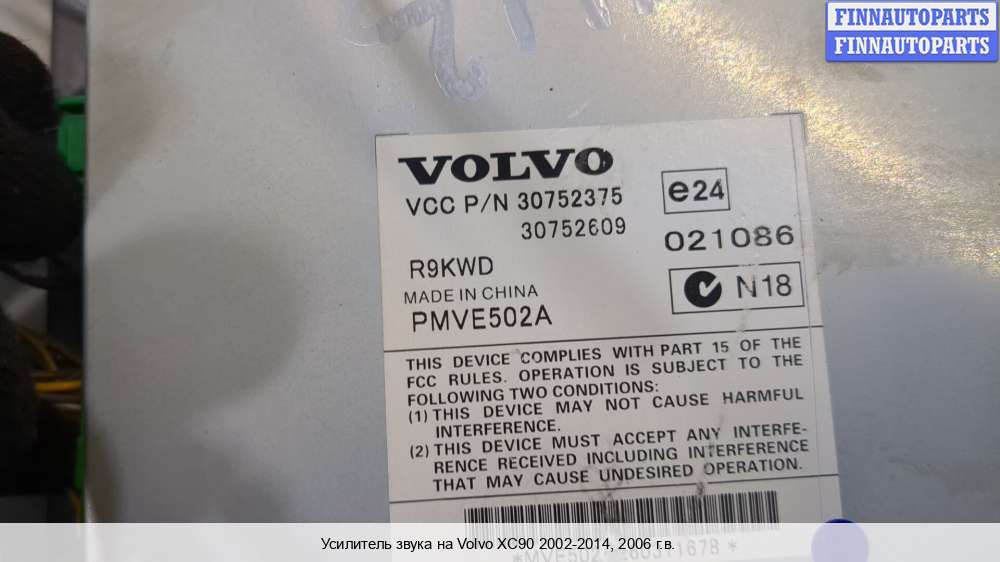 FINNAUTOPARTS
FINNAUTOPARTS
VOLVO
VCC P/N 30752375
30752609
e24
021086
R9KWD
MADE IN CHINA
PMVE502A
N18
THIS DEVICE COMPLIES WITH PART 15 OF THE
FCC RULES. OPERATION IS SUBJECT TO THE
FOLLOWING TWO CONDITIONS:
(1) THIS DEVICE MAY NOT CAUSE HARMFUL
INTERFERENCE.
(2) THIS DEVICE MUST ACCEPT ANY INTERFE-
RENCE RECEIVED INCLUDING INTERFERENCE
THAT MAY CAUSE UNDESIRED OPERATION.
Усилитель звука на Volvo XC90 2002-2014, 2006 г.в.